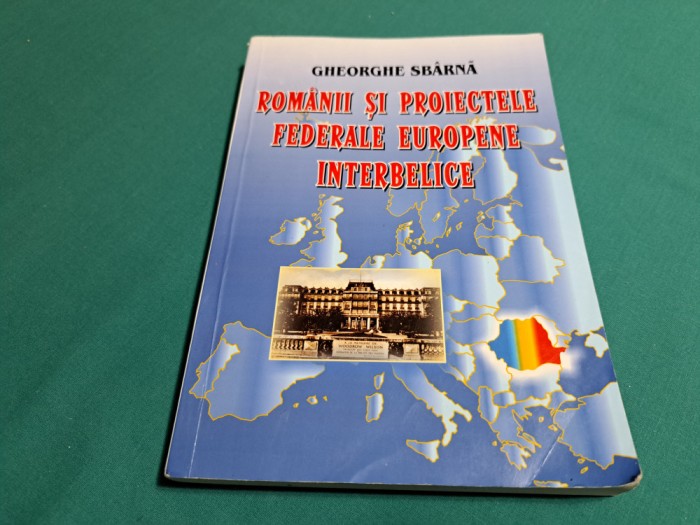 GHEORGHE SBÂRNĂ
ROMÂNII ȘI PROIECTELE
FEDERALE EUROPENE
INTERBELICE